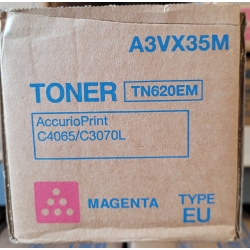 A3VX35M
TONER TN620EM
AccurioPrint
C4065/C3070L
MAGENTA TYPE EU